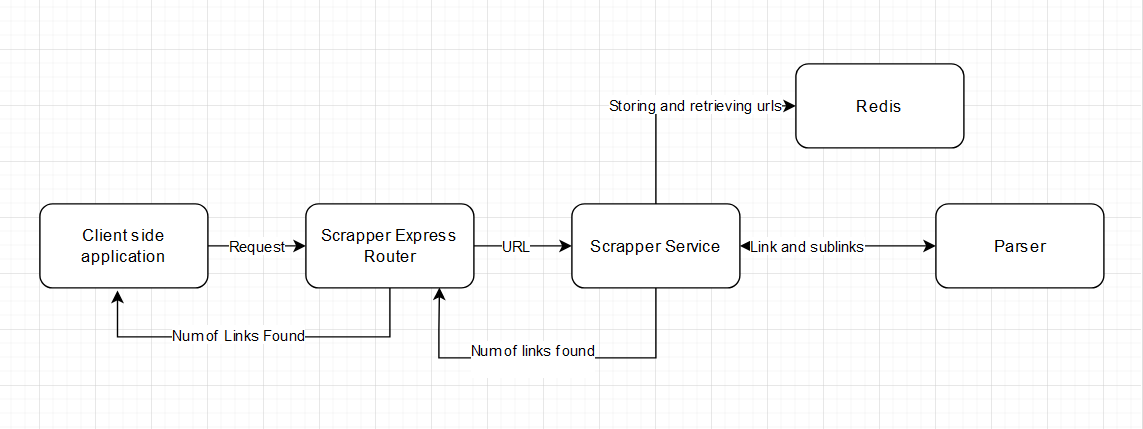 Storing and retrieving urls
Redis
Client side
application
Request
Scrapper Express
Router
URL
Scrapper Service
Link and sublinks
Parser
Num of Links Found
Num of links found